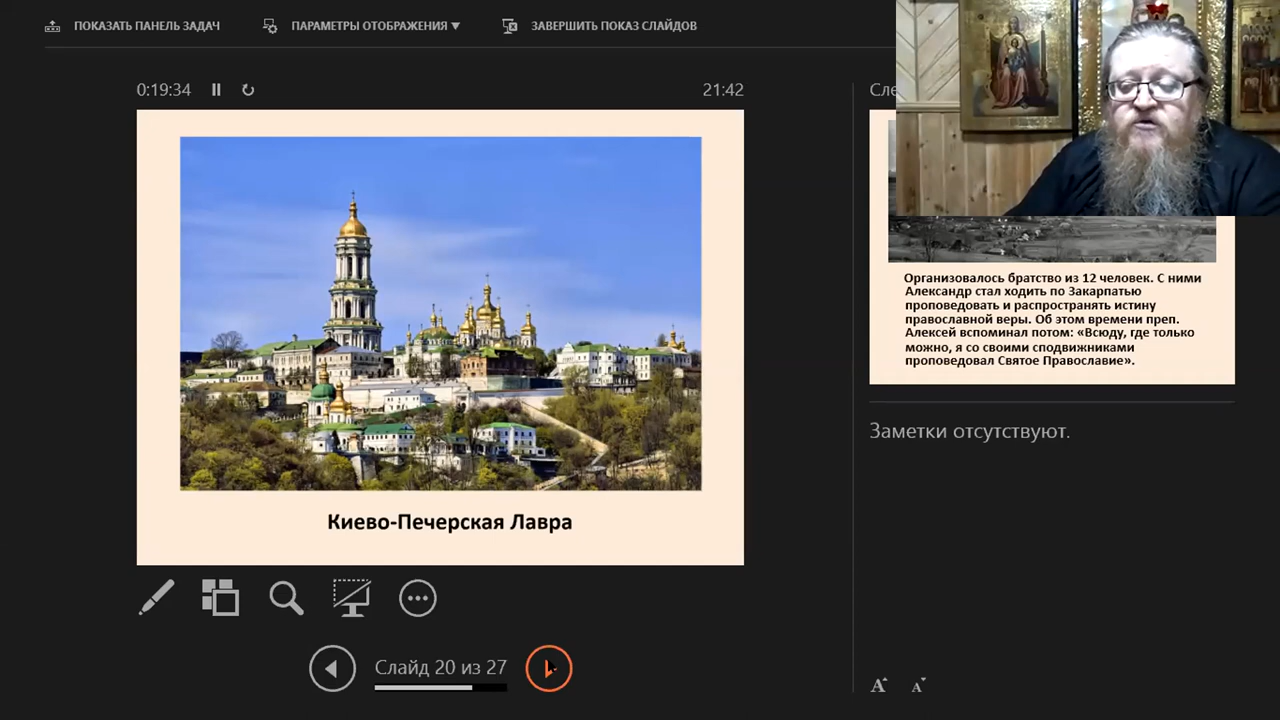 ПОКАЗАТЬ ПАНЕЛЬ ЗАДАЧ
ПАРАМЕТРЫ ОТОБРАЖЕНИЯ
ЗАВЕРШИТЬ ПОКАЗ СЛАЙДОВ
0:19:34
21:42
Киево-Печерская Лавра
Слайд 20 из 27
Сле
Организовалось братство из 12 человек. С ними
Александр стал ходить по Закарпатью
проповедовать и распространять истину
православной веры. Об этом времени преп.
Алексей вспоминал потом: «Всюду, где только
можно, я со своими сподвижниками
проповедовал Святое Православие».
Заметки отсутствуют.
A A